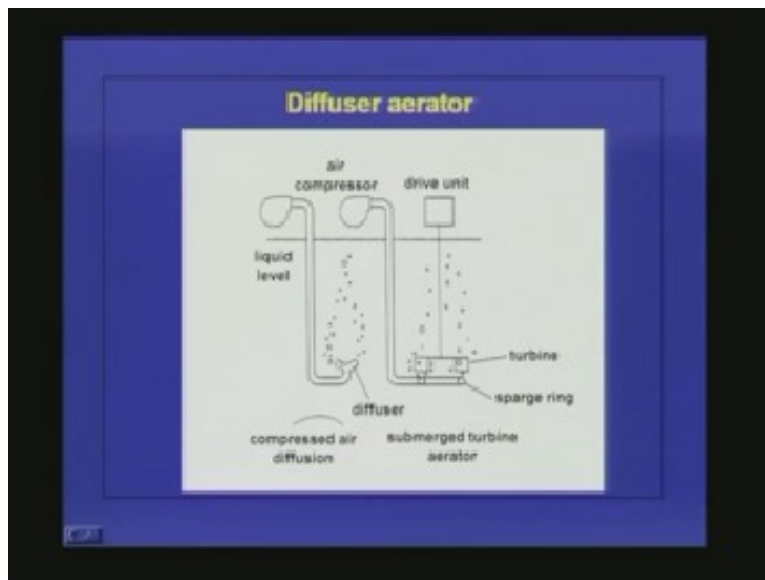 Diffuser aerator
air
compressor
drive unit
liquid
level
turbine
sparge ring
diffuser
compressed air
diffusion
submerged turbine
aerator